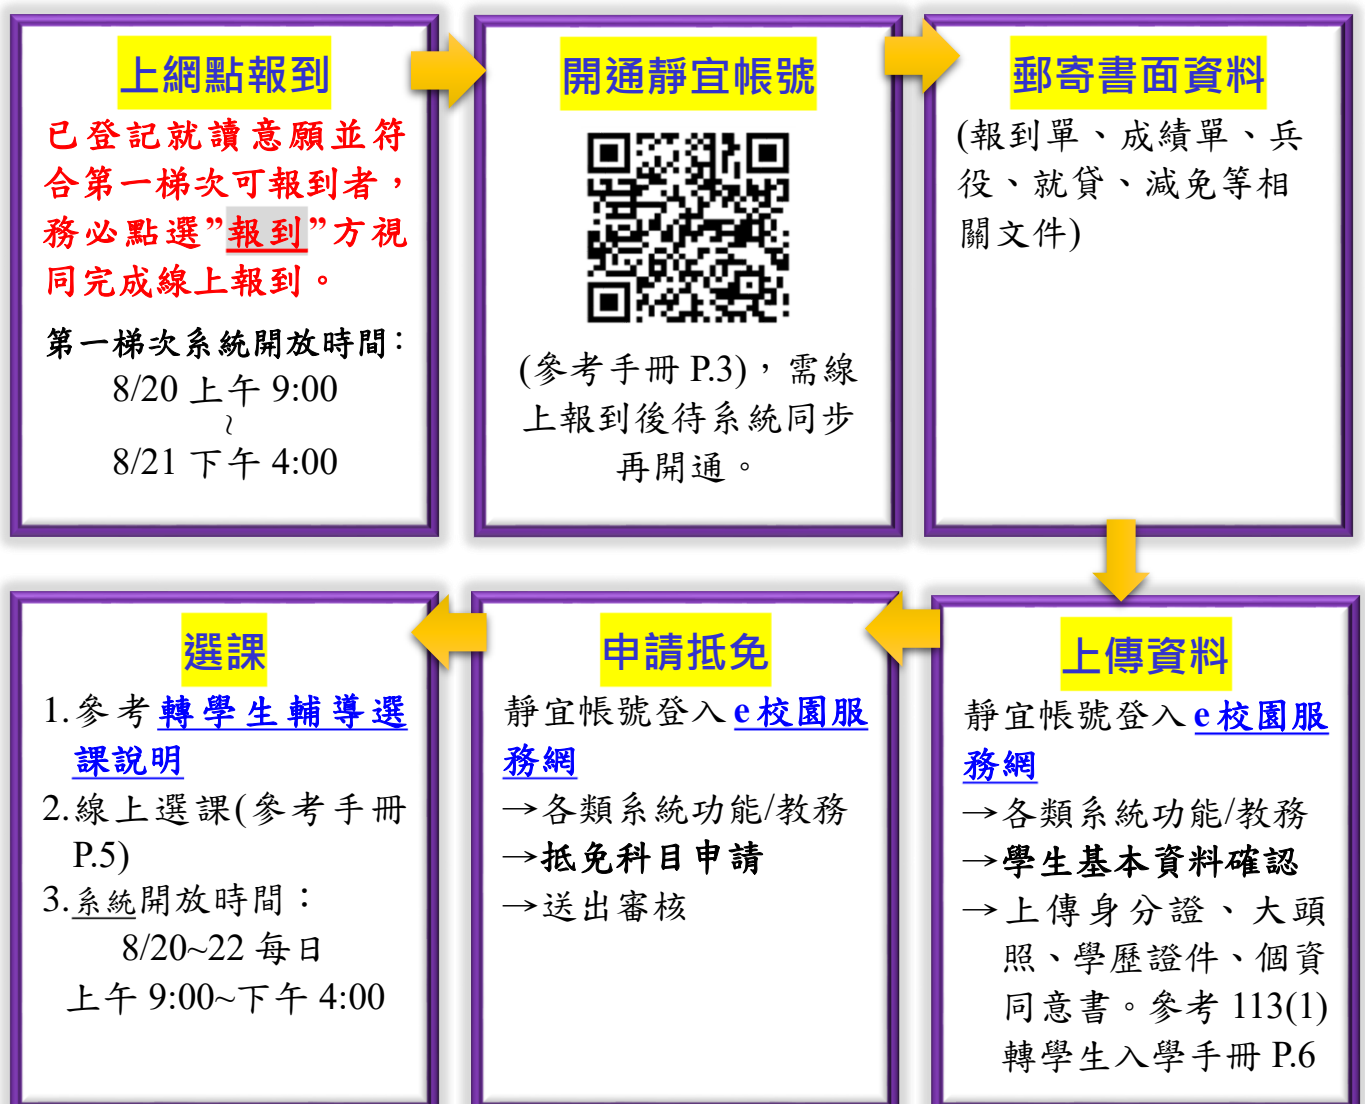 上網點報到
已登記就讀意願並符
合第一梯次可報到者，
務必點選”報到”方視
同完成線上報到。
第一梯次系統開放時間:
8/20 上午 9:00
~
8/21 下午 4:00
開通靜宜帳號
(參考手冊 P.3)，需線
上報到後待系統同步
再開通。
郵寄書面資料
(報到單、成績單、兵
役、就貸、減免等相
關文件)
上傳資料
靜宜帳號登入 e 校園服
務網
→各類系統功能/教務
→學生基本資料確認
→上傳身分證、大頭
照、學歷證件、個資
同意書。參考 113(1)
轉學生入學手冊 P.6
申請抵免
靜宜帳號登入 e 校園服
務網
→各類系統功能/教務
→抵免科目申請
→送出審核
選課
1.參考轉學生輔導選
課說明
2.線上選課(參考手冊
P.5)
3.系統開放時間：
8/20~22 每日
上午 9:00~下午 4:00